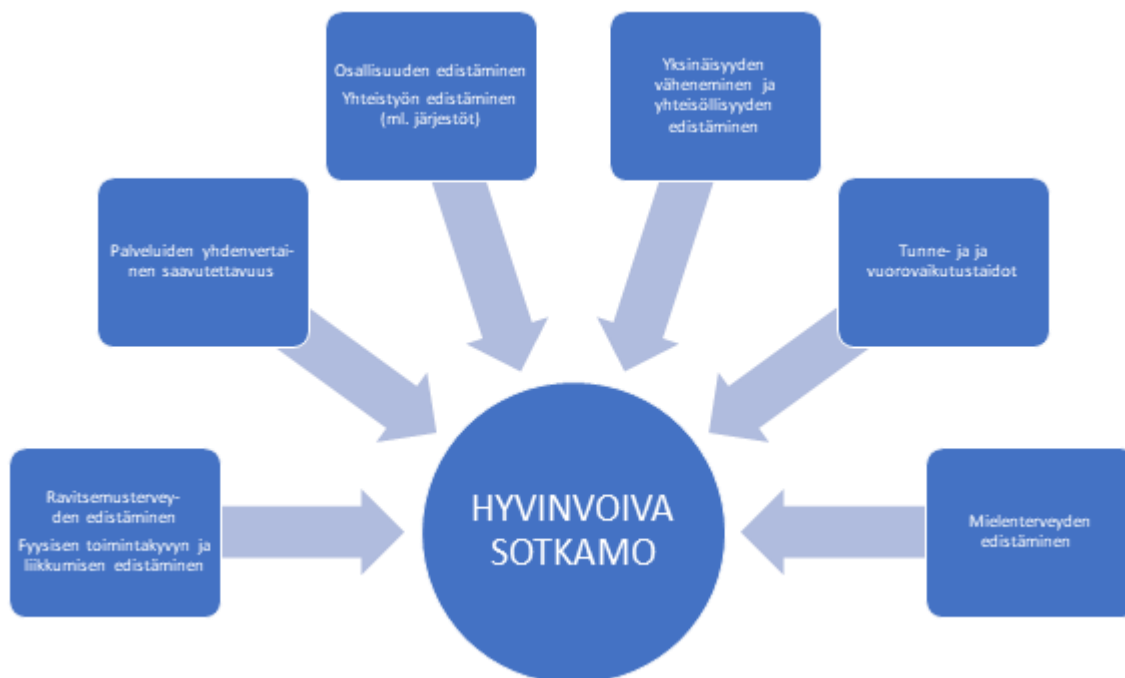 Osallisuuden edistäminen
Yhteistyön edistäminen
(ml. järjestöt)
Yksinäisyyden
väheneminen ja
yhteisöllisyyden
edistäminen
Palveluiden yhdenvertai-
nen saavutettavuus
Tunne- ja ja
vuorovaikutustaidot
Ravitsemustervey-
den edistäminen
Fyysisen toimintakyvyn ja
liikkumisen edistäminen
HYVINVOIVA
SOTKAMO
Mielenterveyden
edistäminen